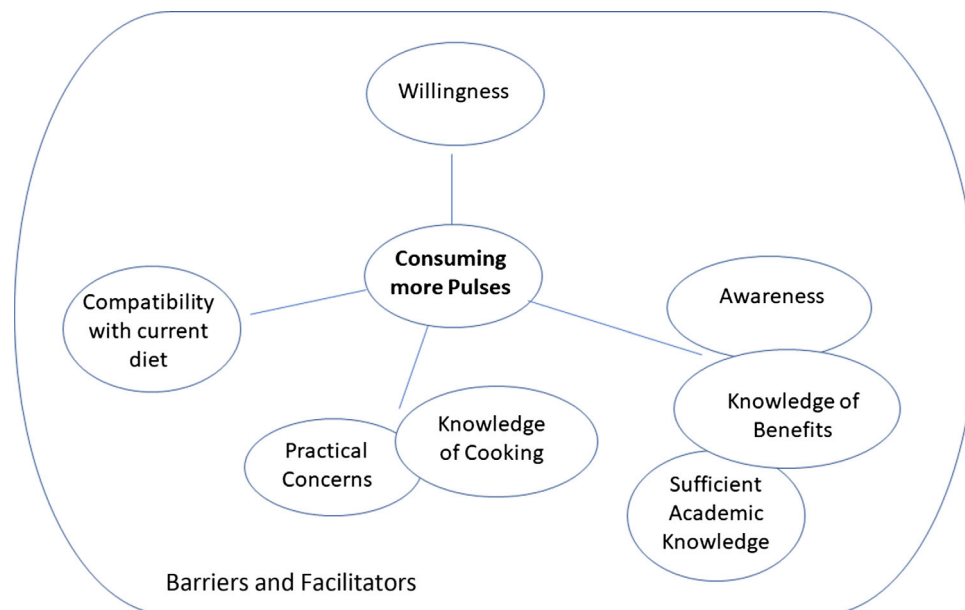 Willingness
Consuming
more Pulses
Compatibility
with current
diet
Awareness
Knowledge of
Benefits
Sufficient
Academic
Knowledge
Practical
Concerns
Knowledge
of Cooking
Barriers and Facilitators